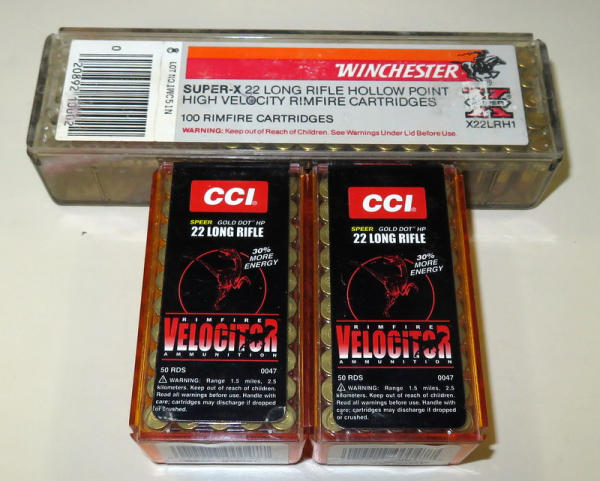 WINCHESTER
SUPER-X 22 LONG RIFLE HOLLOW POINT
HIGH VELOCITY RIMFIRE CARTRIDGES
100 RIMFIRE CARTRIDGES
WARNING: Keep out of Reach of Children. See Warnings Under Lid Before Use.
SUPER
X
X22LRH1
0
20892 10062
8
CCI
SPEER GOLD DOT HP
22 LONG RIFLE
30%
MORE
ENERGY
RIMFIRE
VELOCITOR
AMMUNITION
50 RDS 0047
WARNING: Range 1.5 miles, 2.5
kilometers. Keep out of reach of children.
Read all warnings before use. Handle with
care; cartridges may discharge if dropped
or crushed.
CCI
SPEER GOLD DOT HP
22 LONG RIFLE
30%
MORE
ENERGY
RIMFIRE
VELOCITOR
AMMUNITION
50 RDS 0047
WARNING: Range 1.5 miles, 2.5
kilometers. Keep out of reach of children.
Read all warnings before use. Handle with
care; cartridges may discharge if dropped
or crushed.